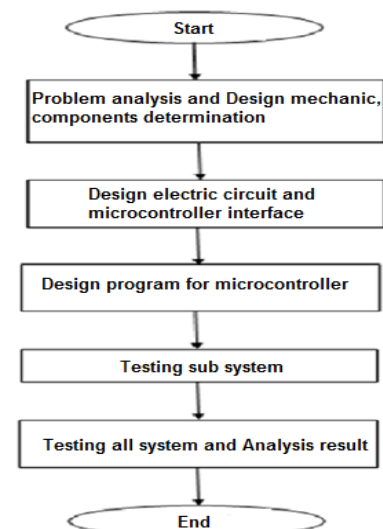 Start
Problem analysis and Design mechanic,
components determination
Design electric circuit and
microcontroller interface
Design program for microcontroller
Testing sub system
Testing all system and Analysis result
End